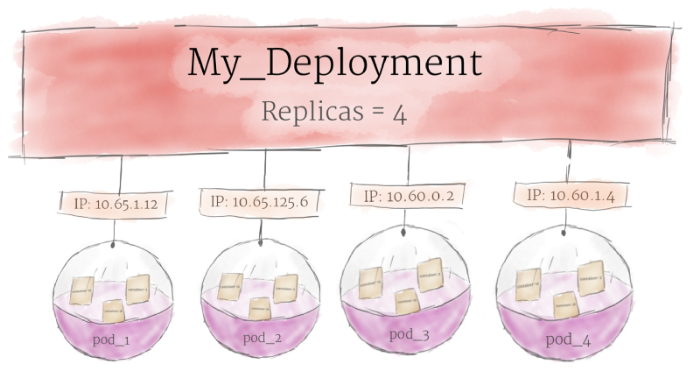 My_Deployment
Replicas = 4
IP: 10.65.1.12
IP: 10.65.125.6
IP: 10.60.0.2
IP: 10.60.1.4
pod_1
pod_2
pod_3
pod_4